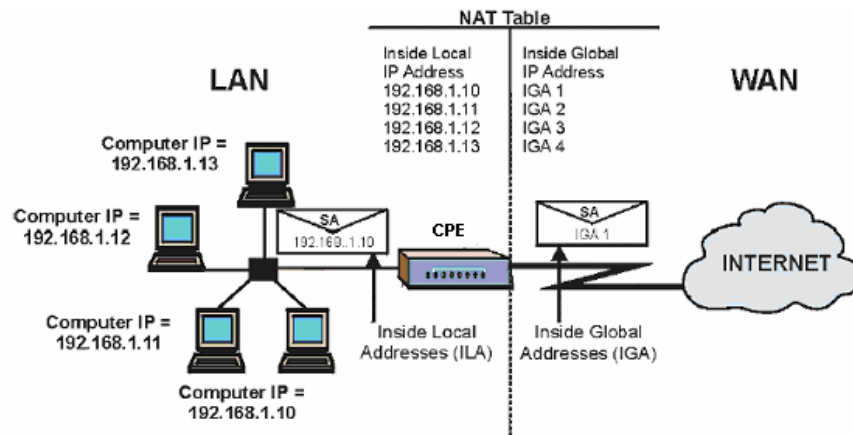 NAT Table
Inside Local
IP Address
192.168.1.10
192.168.1.11
192.168.1.12
192.168.1.13
Inside Global
IP Address
IGA 1
IGA 2
IGA 3
IGA 4
LAN
WAN
Computer IP =
192.168.1.13
Computer IP =
192.168.1.12
Computer IP =
192.168.1.11
Computer IP =
192.168.1.10
SA
192.168..1.10
CPE
SA
IGA 1
INTERNET
Inside Local
Addresses (ILA)
Inside Global
Addresses (IGA)